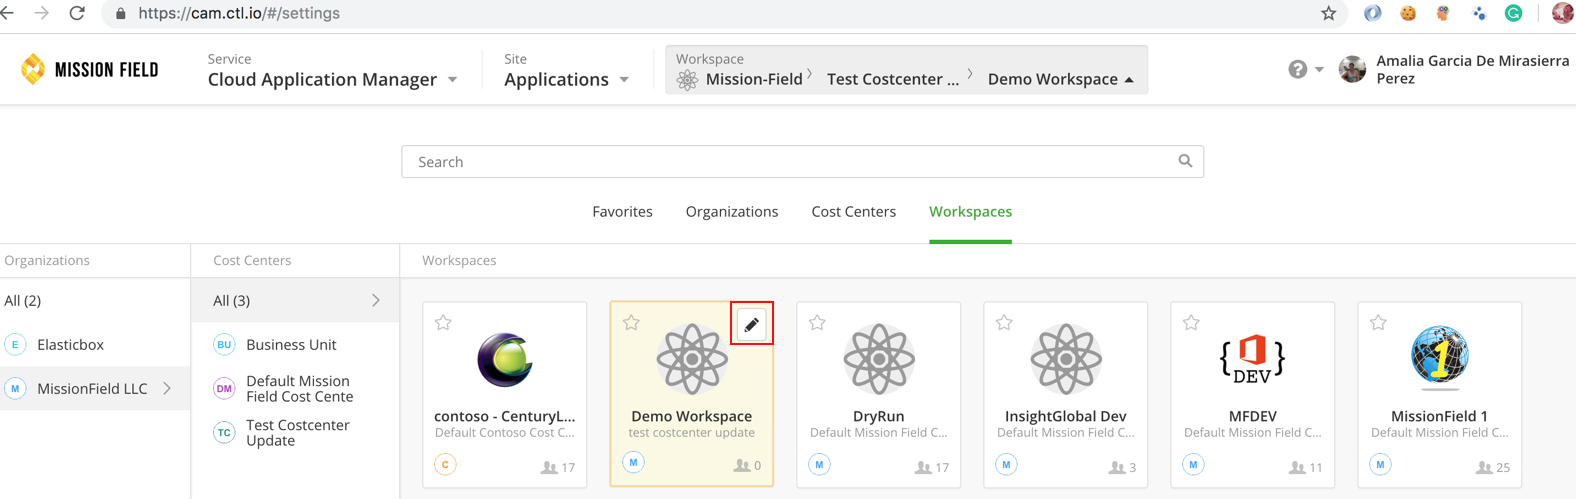 https://cam.ctl.io/#/settings
MISSION FIELD
Service
Cloud Application Manager
Site
Applications
Workspace
Mission-Field
Test Costcenter ...
Demo Workspace
?
Amalia Garcia De Mirasierra
Perez
Search
Favorites
Organizations
Cost Centers
Workspaces
Organizations
Cost Centers
Workspaces
All (2)
E
Elasticbox
M
MissionField LLC
All (3)
BU
Business Unit
DM
Default Mission
Field Cost Cente
TC
Test Costcenter
Update
contoso - CenturyL...
Default Contoso Cost C...
C
17
Demo Workspace
test costcenter update
M
0
DryRun
Default Mission Field C...
M
17
InsightGlobal Dev
Default Mission Field C...
M
3
{DEV}
MFDEV
Default Mission Field C...
M
11
1
MissionField 1
Default Mission Field C...
M
25